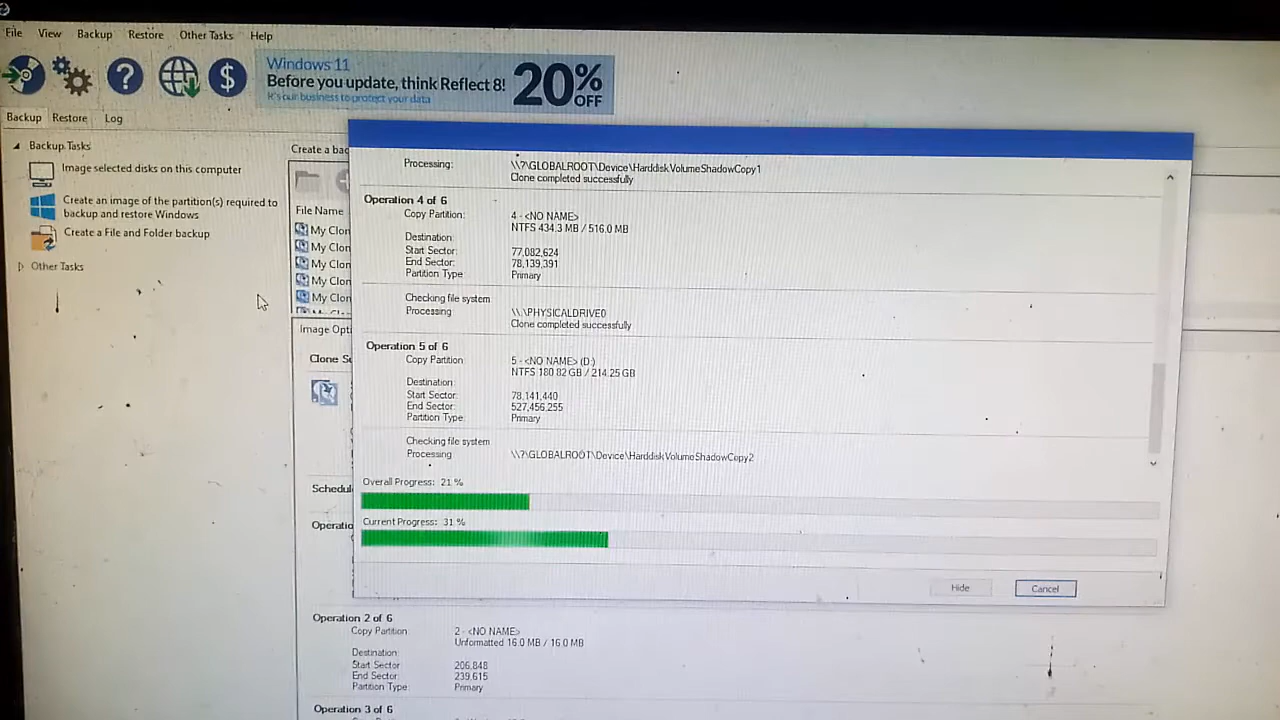 File View Backup Restore Other Tasks Help
Windows 11
Before you update, think Reflect 8!
It's our business to protect your data
20% OFF
Backup Restore Log
Backup Tasks
Image selected disks on this computer
Create an image of the partition(s) required to
backup and restore Windows
Create a File and Folder backup
Other Tasks
Create a bac
File Name
My Clon
My Clon
My Clon
My Clon
My Clon
Image Opti
Clone S
Schedul
Operatio
Processing: \\?\GLOBALROOT\Device\HarddiskVolumeShadowCopy1
Clone completed successfully
Operation 4 of 6
Copy Partition: 4 - <NO NAME>
NTFS 434.3 MB / 516.0 MB
Destination:
Start Sector: 77,082,624
End Sector: 78,139,391
Partition Type Primary
Checking file system
Processing \\.\PHYSICALDRIVE0
Clone completed successfully
Operation 5 of 6
Copy Partition 5 - <NO NAME> (D:)
NTFS 180.82 GB / 214.25 GB
Destination:
Start Sector: 78,141,440
End Sector: 527,456,255
Partition Type: Primary
Checking file system
Processing \\?\GLOBALROOT\Device\HarddiskVolumeShadowCopy2
Overall Progress: 21 %
Current Progress: 31 %
Hide Cancel
Operation 2 of 6
Copy Partition: 2 - <NO NAME>
Unformatted 16.0 MB / 16.0 MB
Destination:
Start Sector 206,848
End Sector 239,615
Partition Type: Primary
Operation 3 of 6